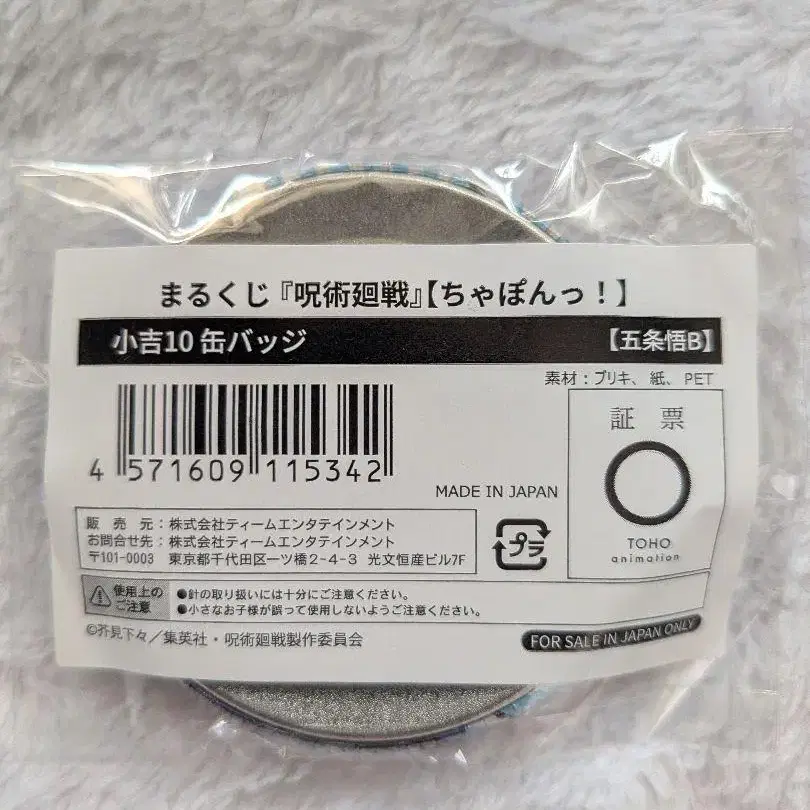 まるくじ『呪術廻戦』【ちゃぽんっ！】
小吉10 缶バッジ 【五条悟B】
素材：ブリキ、紙、PET
証 票
TOHO
animation
4 571609 115342
MADE IN JAPAN
販 売 元：株式会社ティームエンタテインメント
お問合せ先：株式会社ティームエンタテインメント
〒101-0003 東京都千代田区一ツ橋2-4-3 光文恒産ビル7F
プラ
使用上の
ご注意
●針の取り扱いには十分にご注意ください。
●小さなお子様が誤って使用しないようご注意ください。
©芥見下々／集英社・呪術廻戦製作委員会
FOR SALE IN JAPAN ONLY